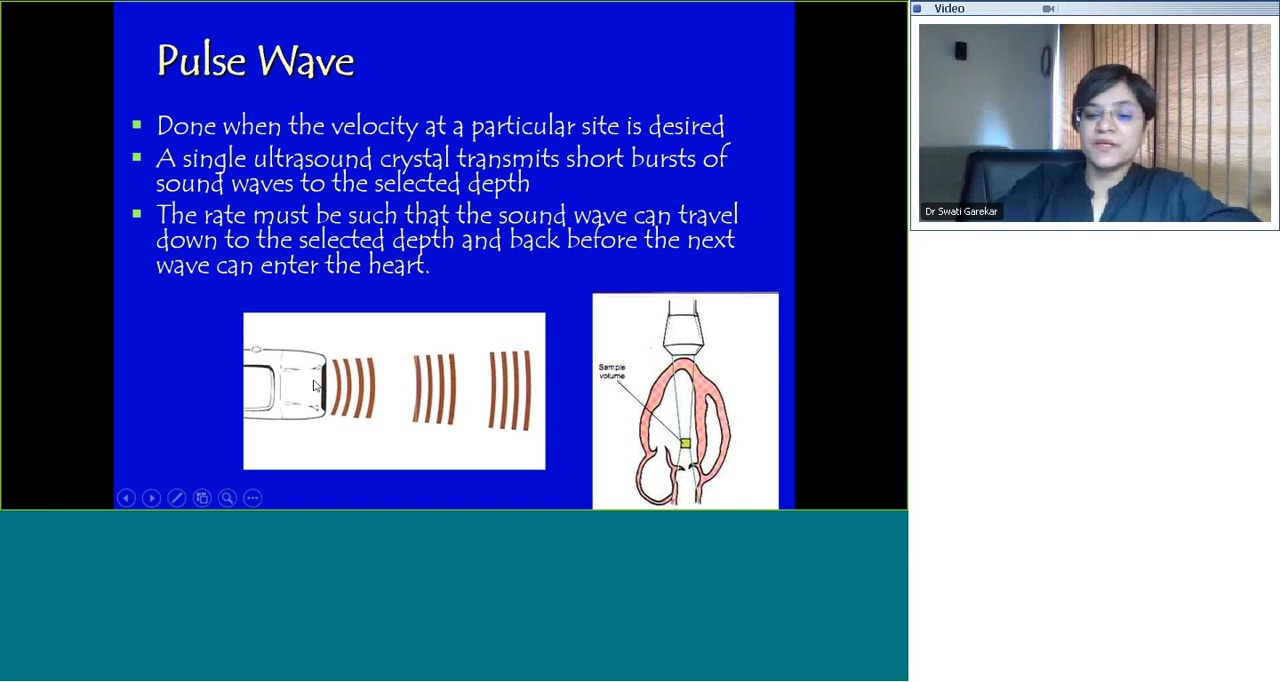 Pulse Wave
Done when the velocity at a particular site is desired
A single ultrasound crystal transmits short bursts of
sound waves to the selected depth
The rate must be such that the sound wave can travel
down to the selected depth and back before the next
wave can enter the heart.
Sample
volume
Video
Dr Swati Garekar